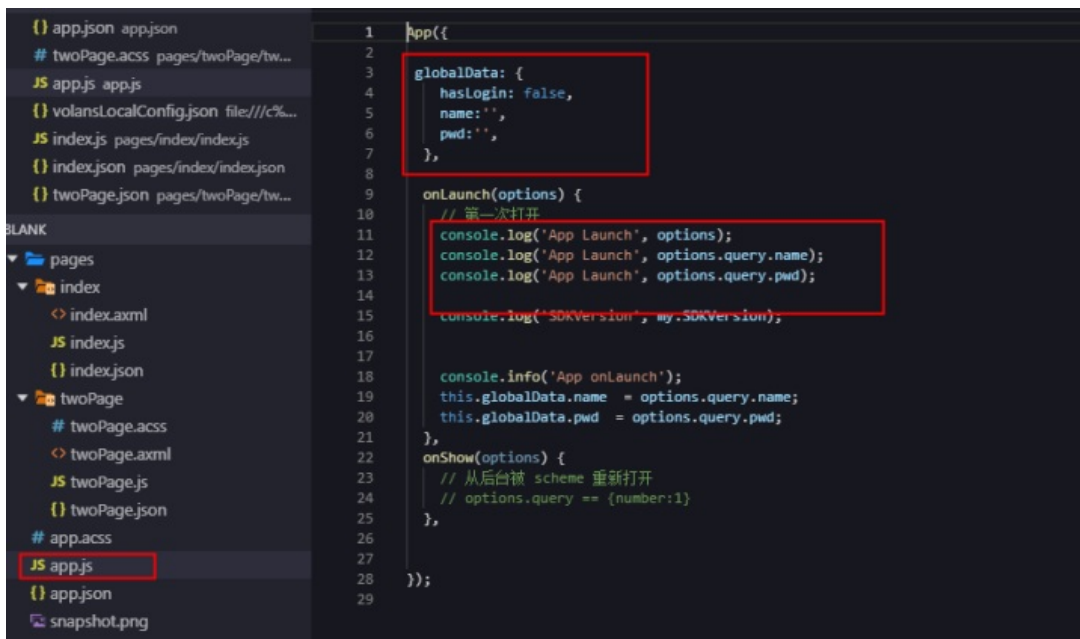 {} app.json app.json
# twoPage.acss pages/twoPage/tw...
JS app.js app.js
{} volansLocalConfig.json file:///c%...
JS index.js pages/index/index.js
{} index.json pages/index/index.json
{} twoPage.json pages/twoPage/tw...
BLANK
pages
index
<> index.axml
JS index.js
{} index.json
twoPage
# twoPage.acss
<> twoPage.axml
JS twoPage.js
{} twoPage.json
# app.acss
JS app.js
{} app.json
snapshot.png
1 App({
2
3 globalData: {
4 hasLogin: false,
5 name:'',
6 pwd:'',
7 },
8
9 onLaunch(options) {
10 // 第一次打开
11 console.log('App Launch', options);
12 console.log('App Launch', options.query.name);
13 console.log('App Launch', options.query.pwd);
14
15 console.log('SDKVersion', my.SDKVersion);
16
17
18 console.info('App onLaunch');
19 this.globalData.name = options.query.name;
20 this.globalData.pwd = options.query.pwd;
21 },
22 onShow(options) {
23 // 从后台被 scheme 重新打开
24 // options.query == {number:1}
25 },
26
27
28 });
29